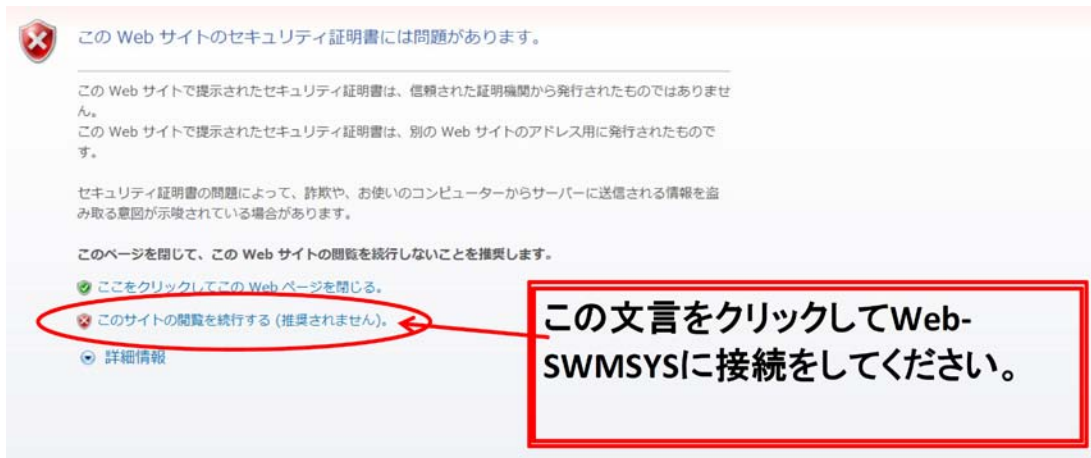 この Web サイトのセキュリティ証明書には問題があります。
この Web サイトで提示されたセキュリティ証明書は、信頼された証明機関から発行されたものではありませ
ん。
この Web サイトで提示されたセキュリティ証明書は、別の Web サイトのアドレス用に発行されたもので
す。
セキュリティ証明書の問題によって、詐欺や、お使いのコンピューターからサーバーに送信される情報を盗
み取る意図が示唆されている場合があります。
このページを閉じて、この Web サイトの閲覧を続行しないことを推奨します。
ここをクリックしてこの Web ページを閉じる。
このサイトの閲覧を続行する (推奨されません)。
詳細情報
この文言をクリックしてWeb-
SWMSYSに接続をしてください。